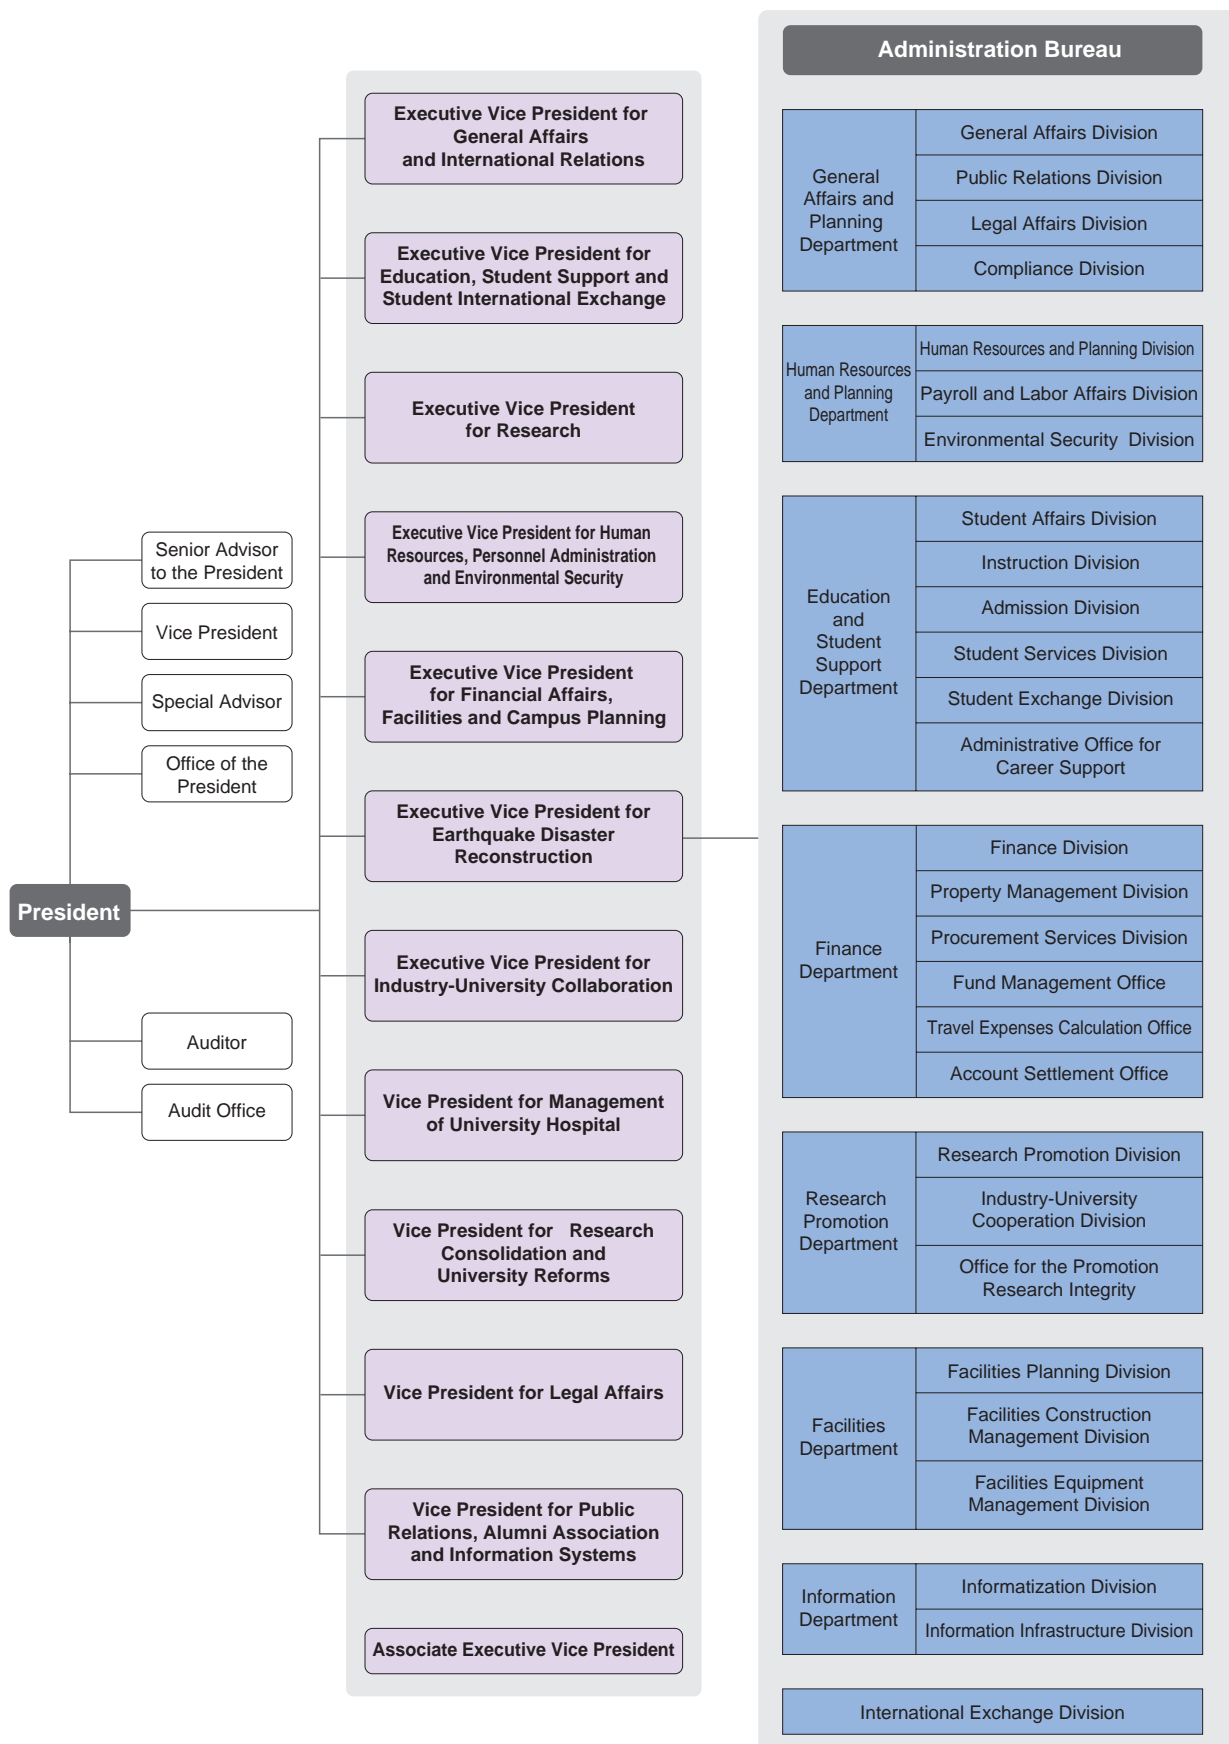 President
Senior Advisor
to the President
Vice President
Special Advisor
Office of the
President
Auditor
Audit Office
Executive Vice President for
General Affairs
and International Relations
Executive Vice President for
Education, Student Support and
Student International Exchange
Executive Vice President
for Research
Executive Vice President for Human
Resources, Personnel Administration
and Environmental Security
Executive Vice President
for Financial Affairs,
Facilities and Campus Planning
Executive Vice President for
Earthquake Disaster
Reconstruction
Executive Vice President for
Industry-University Collaboration
Vice President for Management
of University Hospital
Vice President for Research
Consolidation and
University Reforms
Vice President for Legal Affairs
Vice President for Public
Relations, Alumni Association
and Information Systems
Associate Executive Vice President
Administration Bureau
General
Affairs and
Planning
Department
General Affairs Division
Public Relations Division
Legal Affairs Division
Compliance Division
Human Resources
and Planning
Department
Human Resources and Planning Division
Payroll and Labor Affairs Division
Environmental Security Division
Education
and
Student
Support
Department
Student Affairs Division
Instruction Division
Admission Division
Student Services Division
Student Exchange Division
Administrative Office for
Career Support
Finance
Department
Finance Division
Property Management Division
Procurement Services Division
Fund Management Office
Travel Expenses Calculation Office
Account Settlement Office
Research
Promotion
Department
Research Promotion Division
Industry-University
Cooperation Division
Office for the Promotion
Research Integrity
Facilities
Department
Facilities Planning Division
Facilities Construction
Management Division
Facilities Equipment
Management Division
Information
Department
Informatization Division
Information Infrastructure Division
International Exchange Division